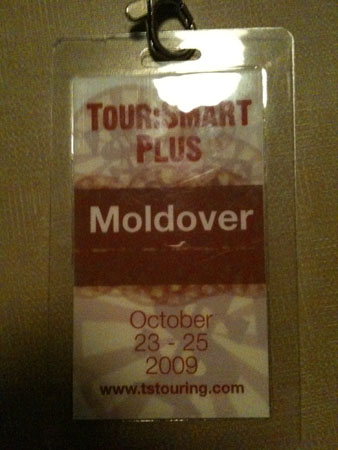 TOUR:SMART
PLUS
Moldover
October
23 - 25
2009
www.tstouring.com